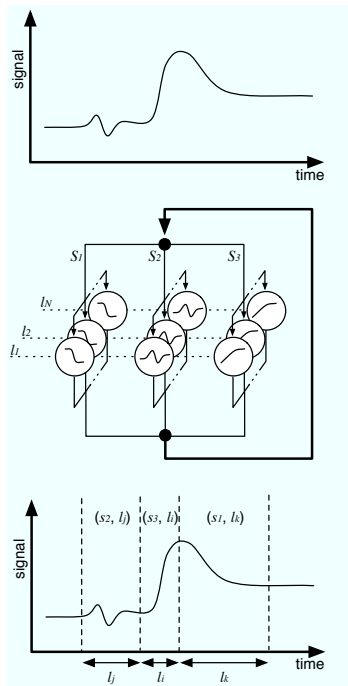 signal
time
S1 S2 S3
lN
l2
l1
(s2, lj) (s3, li) (s1, lk)
signal
time
lj li lk